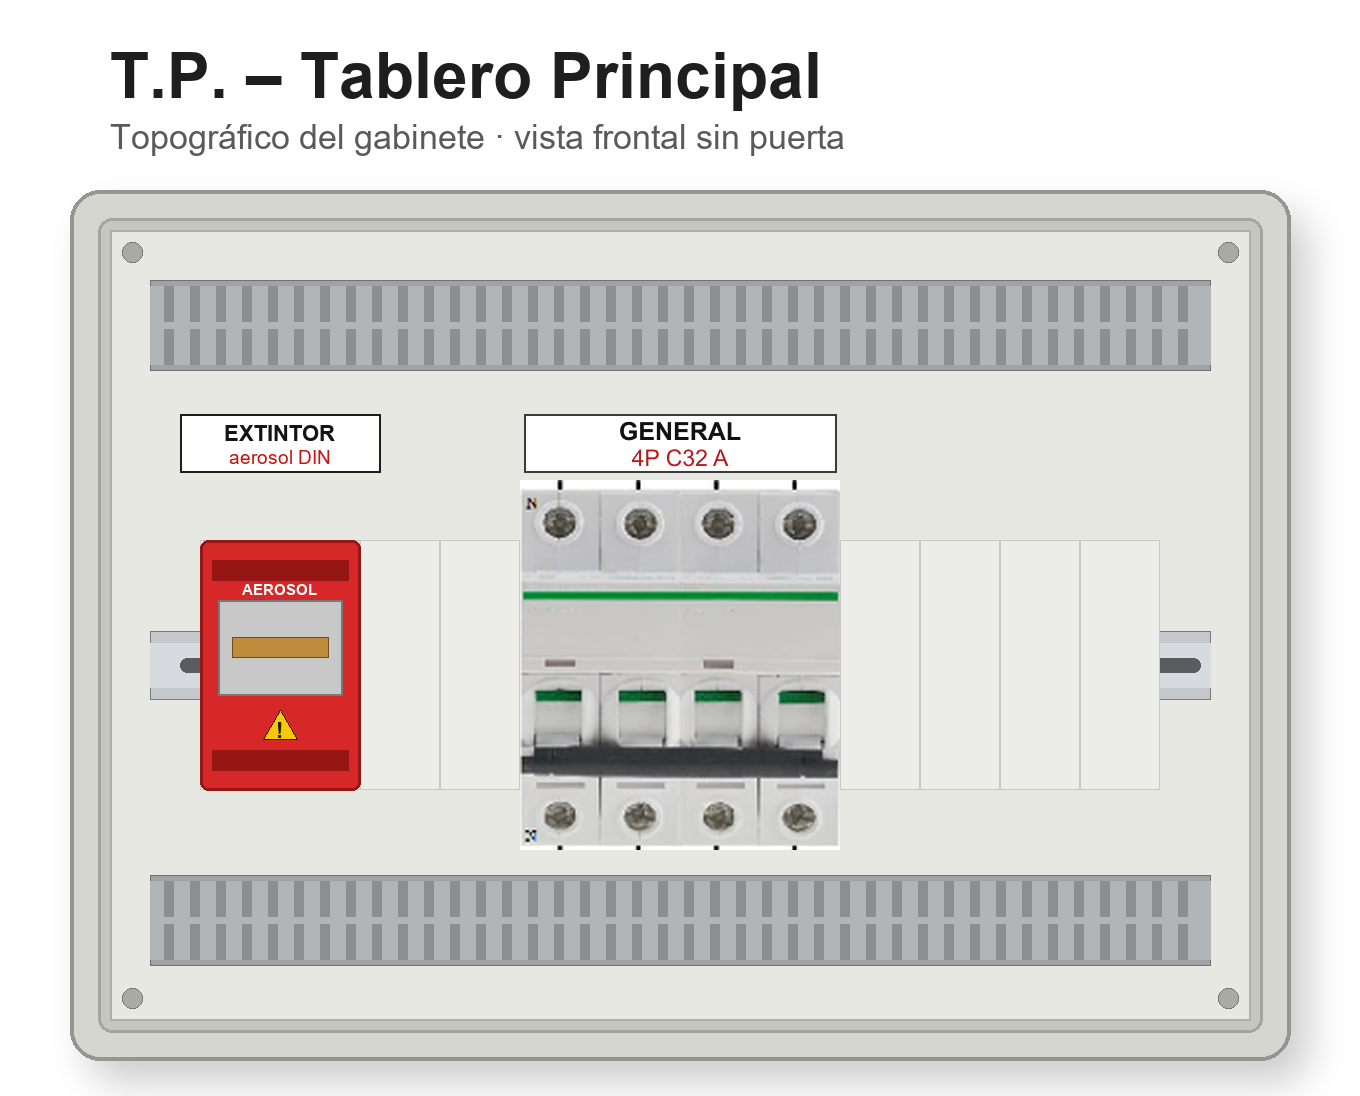 T.P. – Tablero Principal
Topográfico del gabinete · vista frontal sin puerta
EXTINTOR
aerosol DIN
GENERAL
4P C32 A
N
AEROSOL
!
N